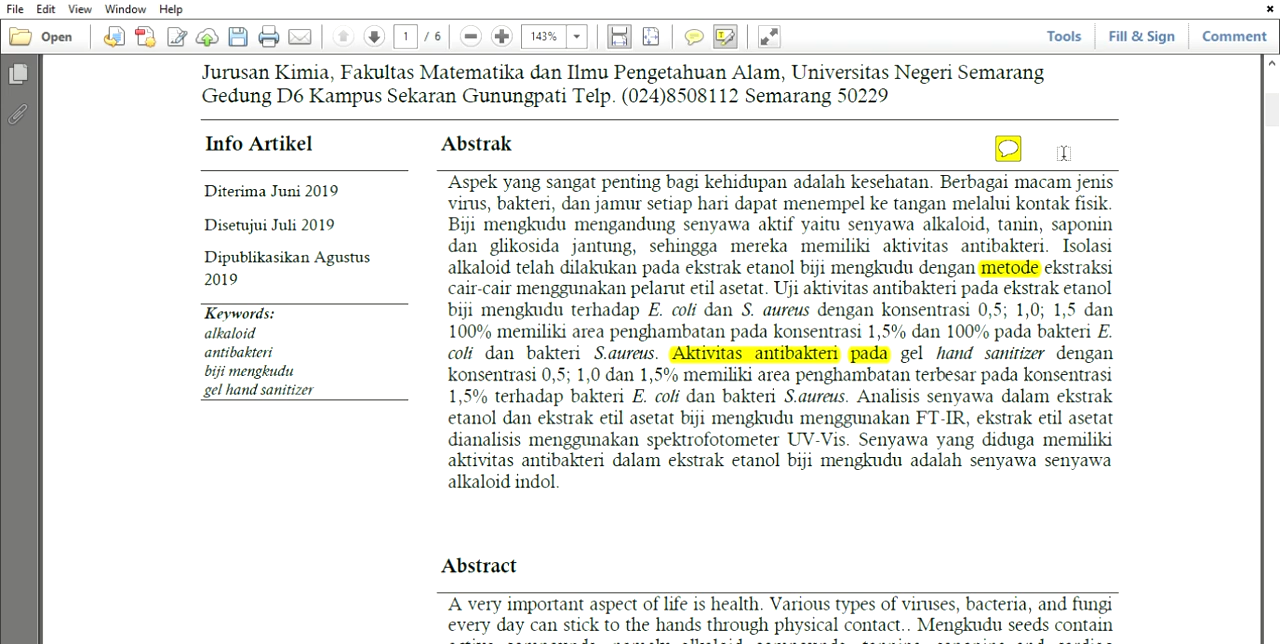 File Edit View Window Help
Open
1 / 6
143%
Tools
Fill & Sign
Comment
Jurusan Kimia, Fakultas Matematika dan Ilmu Pengetahuan Alam, Universitas Negeri Semarang
Gedung D6 Kampus Sekaran Gunungpati Telp. (024)8508112 Semarang 50229
Info Artikel
Diterima Juni 2019
Disetujui Juli 2019
Dipublikasikan Agustus
2019
Keywords:
alkaloid
antibakteri
biji mengkudu
gel hand sanitizer
Abstrak
Aspek yang sangat penting bagi kehidupan adalah kesehatan. Berbagai macam jenis
virus, bakteri, dan jamur setiap hari dapat menempel ke tangan melalui kontak fisik.
Biji mengkudu mengandung senyawa aktif yaitu senyawa alkaloid, tanin, saponin
dan glikosida jantung, sehingga mereka memiliki aktivitas antibakteri. Isolasi
alkaloid telah dilakukan pada ekstrak etanol biji mengkudu dengan metode ekstraksi
cair-cair menggunakan pelarut etil asetat. Uji aktivitas antibakteri pada ekstrak etanol
biji mengkudu terhadap E. coli dan S. aureus dengan konsentrasi 0,5; 1,0; 1,5 dan
100% memiliki area penghambatan pada konsentrasi 1,5% dan 100% pada bakteri E.
coli dan bakteri S.aureus. Aktivitas antibakteri pada gel hand sanitizer dengan
konsentrasi 0,5; 1,0 dan 1,5% memiliki area penghambatan terbesar pada konsentrasi
1,5% terhadap bakteri E. coli dan bakteri S.aureus. Analisis senyawa dalam ekstrak
etanol dan ekstrak etil asetat biji mengkudu menggunakan FT-IR, ekstrak etil asetat
dianalisis menggunakan spektrofotometer UV-Vis. Senyawa yang diduga memiliki
aktivitas antibakteri dalam ekstrak etanol biji mengkudu adalah senyawa senyawa
alkaloid indol.
Abstract
A very important aspect of life is health. Various types of viruses, bacteria, and fungi
every day can stick to the hands through physical contact.. Mengkudu seeds contain